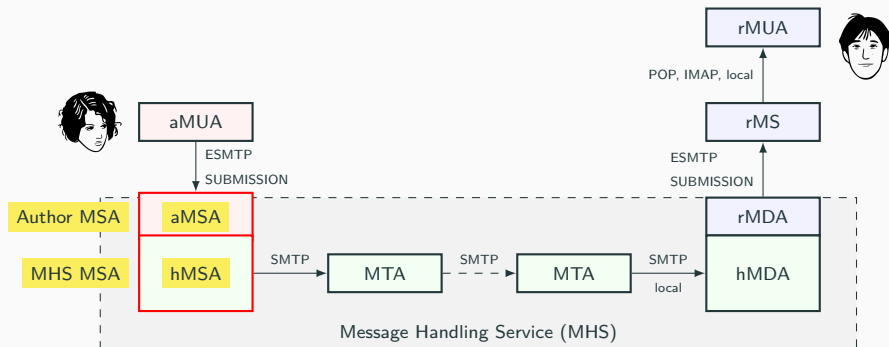 rMUA
POP, IMAP, local
aMUA
rMS
ESMTP
SUBMISSION
ESMTP
SUBMISSION
Author MSA
aMSA
rMDA
MHS MSA
hMSA
SMTP
MTA
SMTP
MTA
SMTP
local
hMDA
Message Handling Service (MHS)